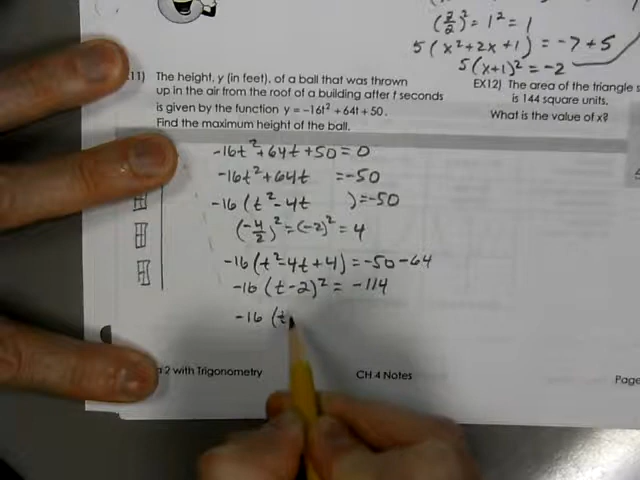 (2/2)² = 1² = 1
5(x²+2x+1) = -7+5
5(x+1)² = -2
11) The height, y (in feet), of a ball that was thrown
up in the air from the roof of a building after t seconds
is given by the function y = -16t² + 64t + 50.
Find the maximum height of the ball.
EX12) The area of the triangle
is 144 square units.
What is the value of x?
-16t²+64t+50=0
-16t²+64t =-50
-16(t²-4t )=-50
(-4/2)²=(-2)²=4
-16(t²-4t+4)=-50-64
-16(t-2)²=-114
-16(t
2 with Trigonometry
CH 4 Notes
Page